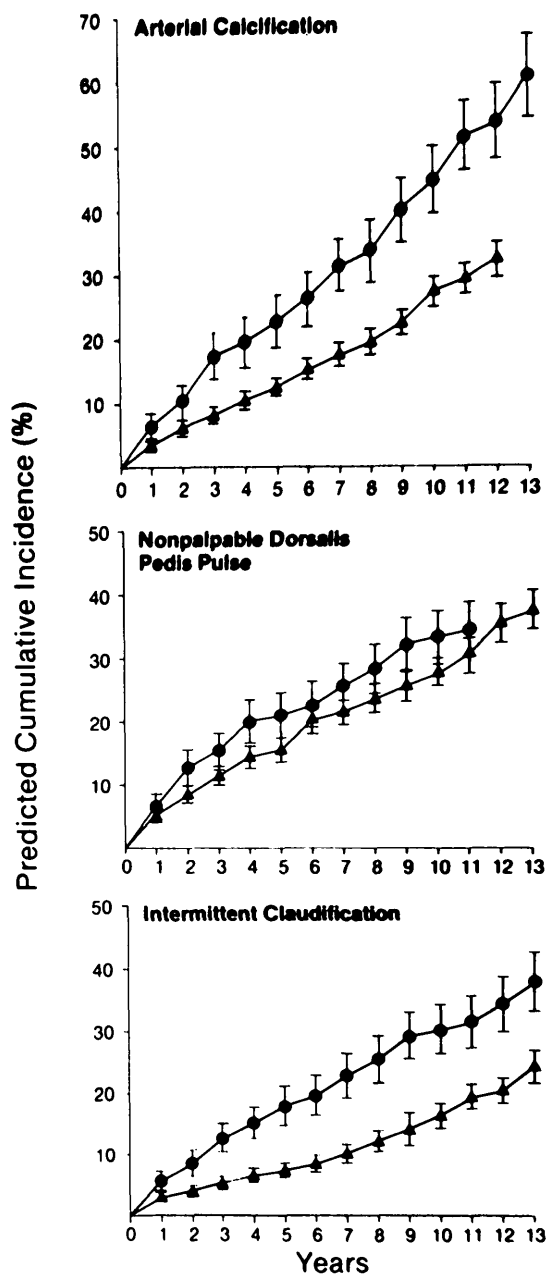 Predicted Cumulative Incidence (%)
Arterial Calcification
70
60
50
40
30
20
10
0 1 2 3 4 5 6 7 8 9 10 11 12 13
Nonpalpable Dorsalis
Pedis Pulse
50
40
30
20
10
0 1 2 3 4 5 6 7 8 9 10 11 12 13
Intermittent Claudification
50
40
30
20
10
0 1 2 3 4 5 6 7 8 9 10 11 12 13
Years